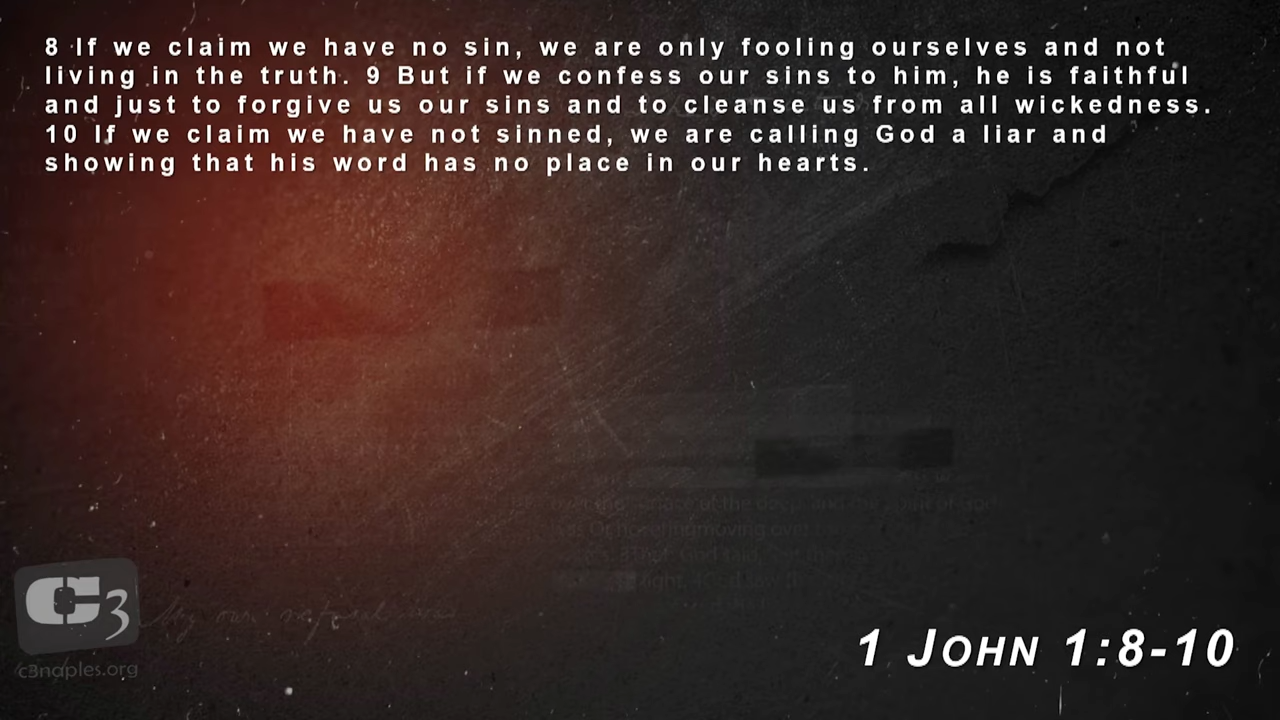 8 If we claim we have no sin, we are only fooling ourselves and not
living in the truth. 9 But if we confess our sins to him, he is faithful
and just to forgive us our sins and to cleanse us from all wickedness.
10 If we claim we have not sinned, we are calling God a liar and
showing that his word has no place in our hearts.
C3
c3naples.org
1 JOHN 1:8-10